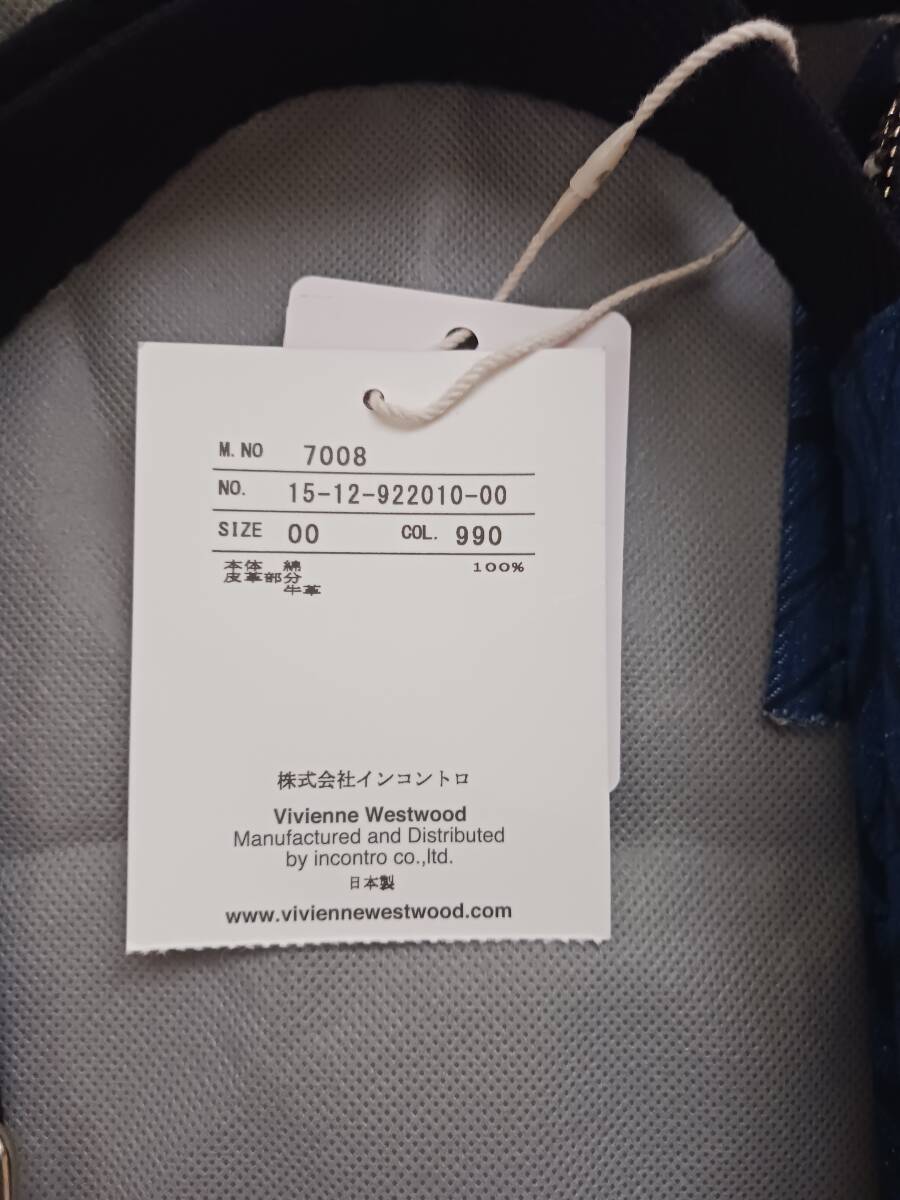 M. NO 7008
NO. 15-12-922010-00
SIZE 00 COL. 990
本体 綿 100%
皮革部分
牛革
株式会社インコントロ
Vivienne Westwood
Manufactured and Distributed
by incontro co.,ltd.
日本製
www.viviennewestwood.com